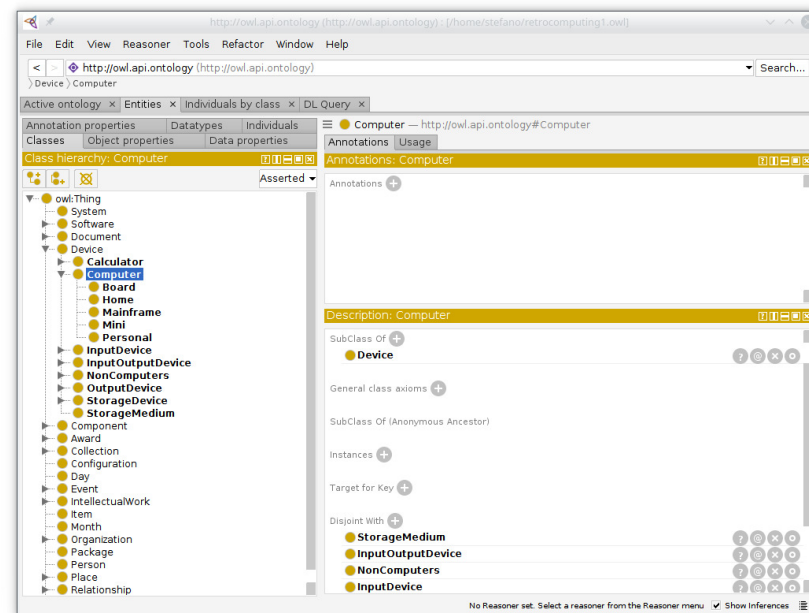 http://owl.api.ontology (http://owl.api.ontology) : [/home/stefano/retrocomputing1.owl]
File Edit View Reasoner Tools Refactor Window Help
< > http://owl.api.ontology (http://owl.api.ontology) Search...
Device Computer
Active ontology × Entities × Individuals by class × DL Query ×
Annotation properties Datatypes Individuals
Classes Object properties Data properties
Class hierarchy: Computer
Asserted
owl:Thing
System
Software
Document
Device
Calculator
Computer
Board
Home
Mainframe
Mini
Personal
InputDevice
InputOutputDevice
NonComputers
OutputDevice
StorageDevice
StorageMedium
Component
Award
Collection
Configuration
Day
Event
IntellectualWork
Item
Month
Organization
Package
Person
Place
Relationship
Computer — http://owl.api.ontology#Computer
Annotations Usage
Annotations: Computer
Annotations
Description: Computer
SubClass Of
Device
General class axioms
SubClass Of (Anonymous Ancestor)
Instances
Target for Key
Disjoint With
StorageMedium
InputOutputDevice
NonComputers
InputDevice
No Reasoner set. Select a reasoner from the Reasoner menu Show Inferences